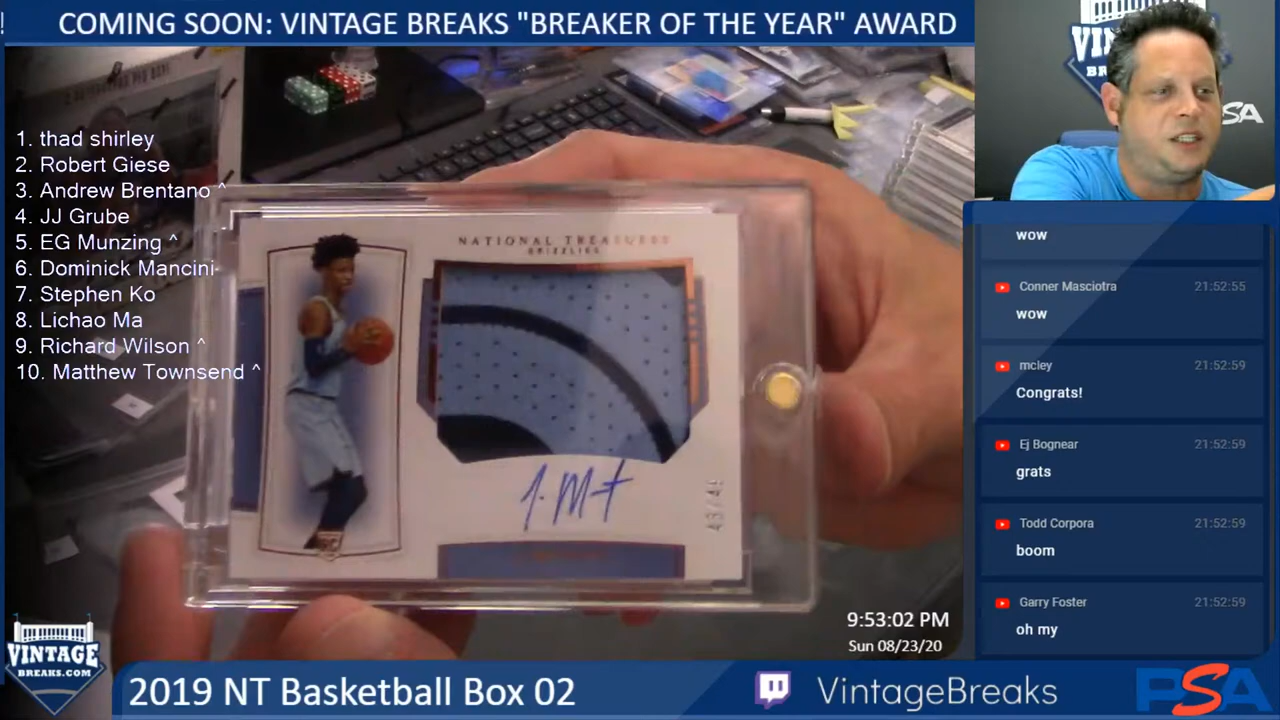 ! COMING SOON: VINTAGE BREAKS "BREAKER OF THE YEAR" AWARD
1. thad shirley
2. Robert Giese
3. Andrew Brentano ^
4. JJ Grube
5. EG Munzing ^
6. Dominick Mancini
7. Stephen Ko
8. Lichao Ma
9. Richard Wilson ^
10. Matthew Townsend ^
NATIONAL TREASURES
GRIZZLIES
wow
Conner Masciotra 21:52:55
wow
mcley 21:52:59
Congrats!
Ej Bognear 21:52:59
grats
Todd Corpora 21:52:59
boom
Garry Foster 21:52:59
oh my
9:53:02 PM
Sun 08/23/20
VINTAGE
BREAKS.COM
2019 NT Basketball Box 02
VintageBreaks
PSA